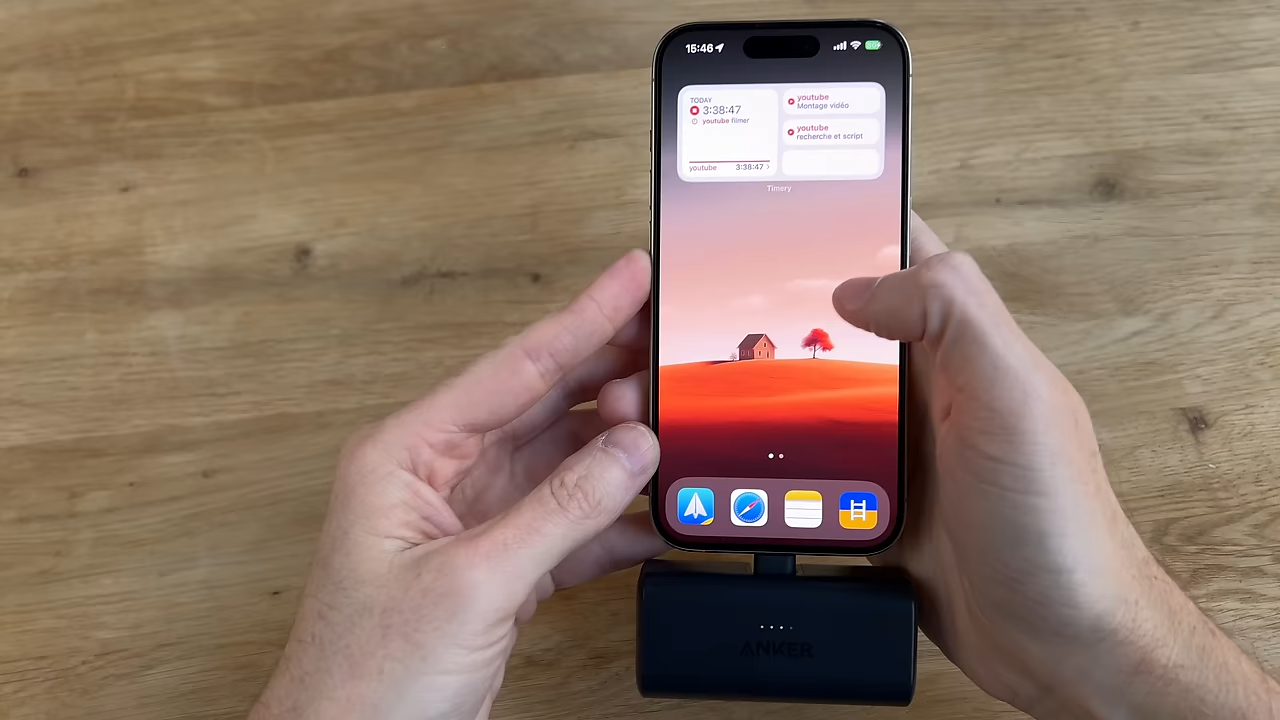 15:46
TODAY
3:38:47
youtube filmer
youtube 3:38:47
youtube
Montage vidéo
youtube
recherche et script
Timery
ANKER